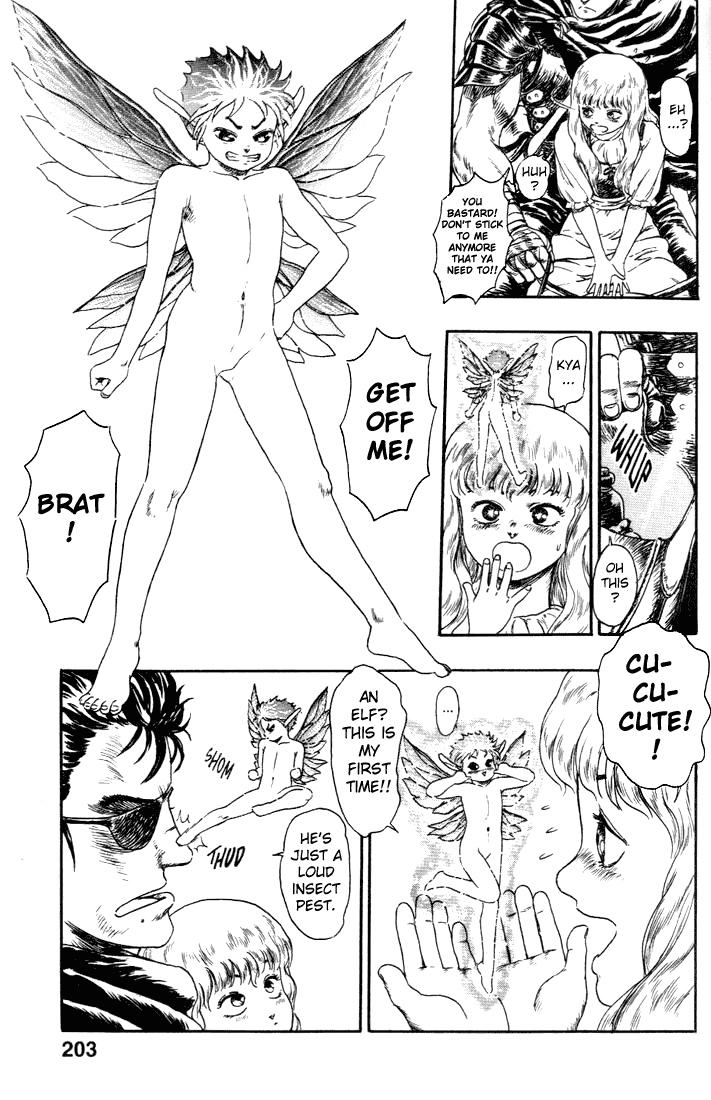 EH
...?
HUH
?
YOU
BASTARD!
DON'T STICK
TO ME
ANYMORE
THAT YA
NEED TO!!
GET
OFF
ME!
BRAT
!
WHUP
OH
THIS
?
KYA
...
CU-
CU-
CUTE!
!
...
AN
ELF?
THIS IS
MY
FIRST
TIME!!
HE'S
JUST A
LOUD
INSECT
PEST.
SHOM
THUD
203